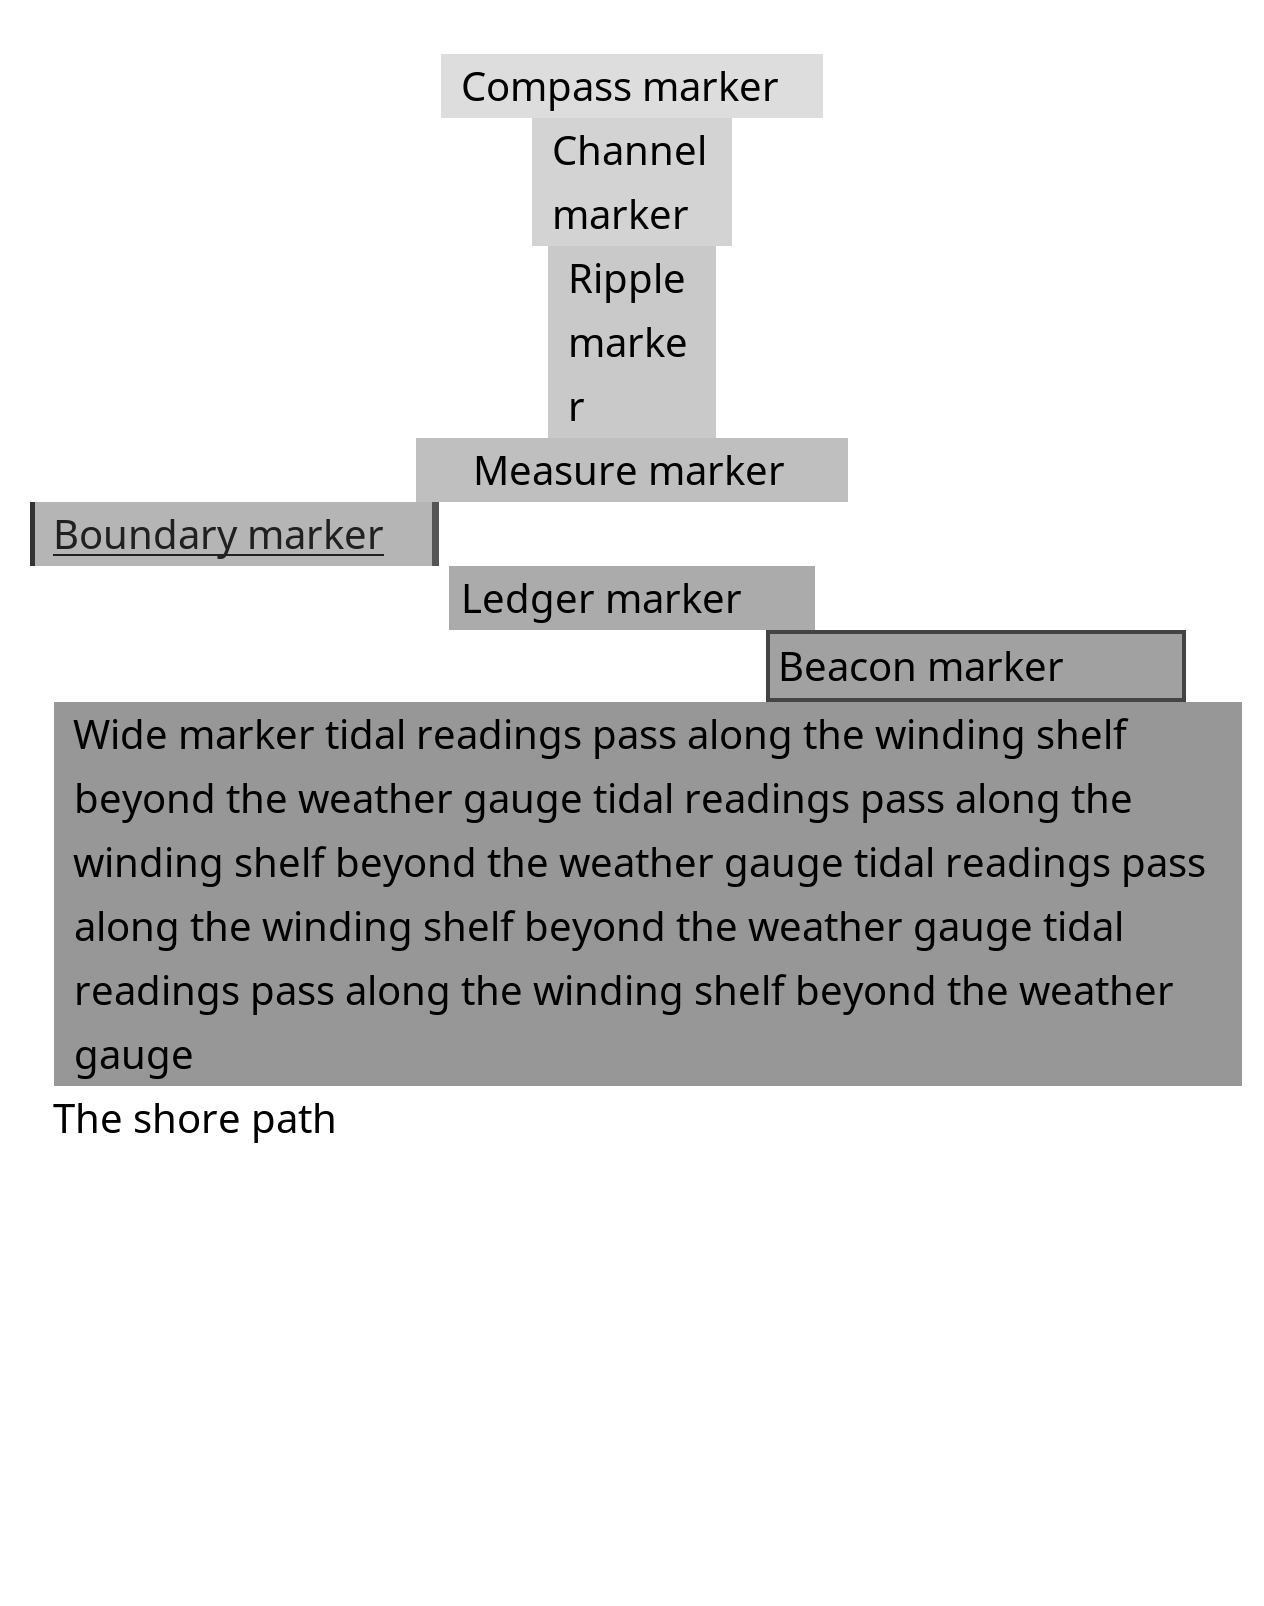 Compass marker
Channel
marker
Ripple
marke
r
Measure marker
Boundary marker
Ledger marker
Beacon marker
Wide marker tidal readings pass along the winding shelf
beyond the weather gauge tidal readings pass along the
winding shelf beyond the weather gauge tidal readings pass
along the winding shelf beyond the weather gauge tidal
readings pass along the winding shelf beyond the weather
gauge
The shore path